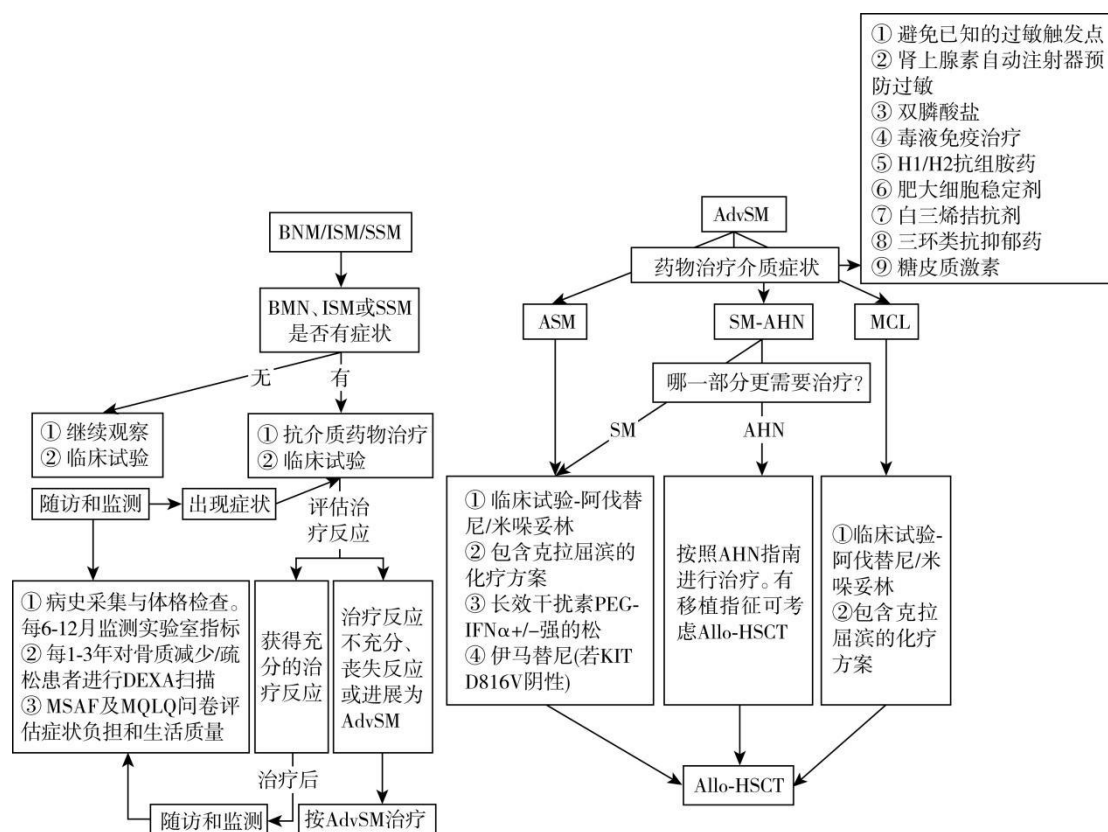 BNM/ISM/SSM
BMN、ISM或SSM
是否有症状
无
有
① 继续观察
② 临床试验
① 抗介质药物治疗
② 临床试验
随访和监测
出现症状
评估治
疗反应
① 病史采集与体格检查。
每6-12月监测实验室指标
② 每1-3年对骨质减少/疏
松患者进行DEXA扫描
③ MSAF及MQLQ问卷评
估症状负担和生活质量
获得充
分的治
疗反应
治疗反应
不充分、
丧失反应
或进展为
AdvSM
治疗后
随访和监测
按AdvSM治疗
AdvSM
药物治疗介质症状
① 避免已知的过敏触发点
② 肾上腺素自动注射器预
防过敏
③ 双膦酸盐
④ 毒液免疫治疗
⑤ H1/H2抗组胺药
⑥ 肥大细胞稳定剂
⑦ 白三烯拮抗剂
⑧ 三环类抗抑郁药
⑨ 糖皮质激素
ASM
SM-AHN
MCL
哪一部分更需要治疗?
SM
AHN
① 临床试验-阿伐替
尼/米哚妥林
② 包含克拉屈滨的
化疗方案
③ 长效干扰素PEG-
IFNα+/-强的松
④ 伊马替尼(若KIT
D816V阴性)
按照AHN指南
进行治疗。有
移植指征可考
虑Allo-HSCT
①临床试验-
阿伐替尼/米
哚妥林
②包含克拉
屈滨的化疗
方案
Allo-HSCT